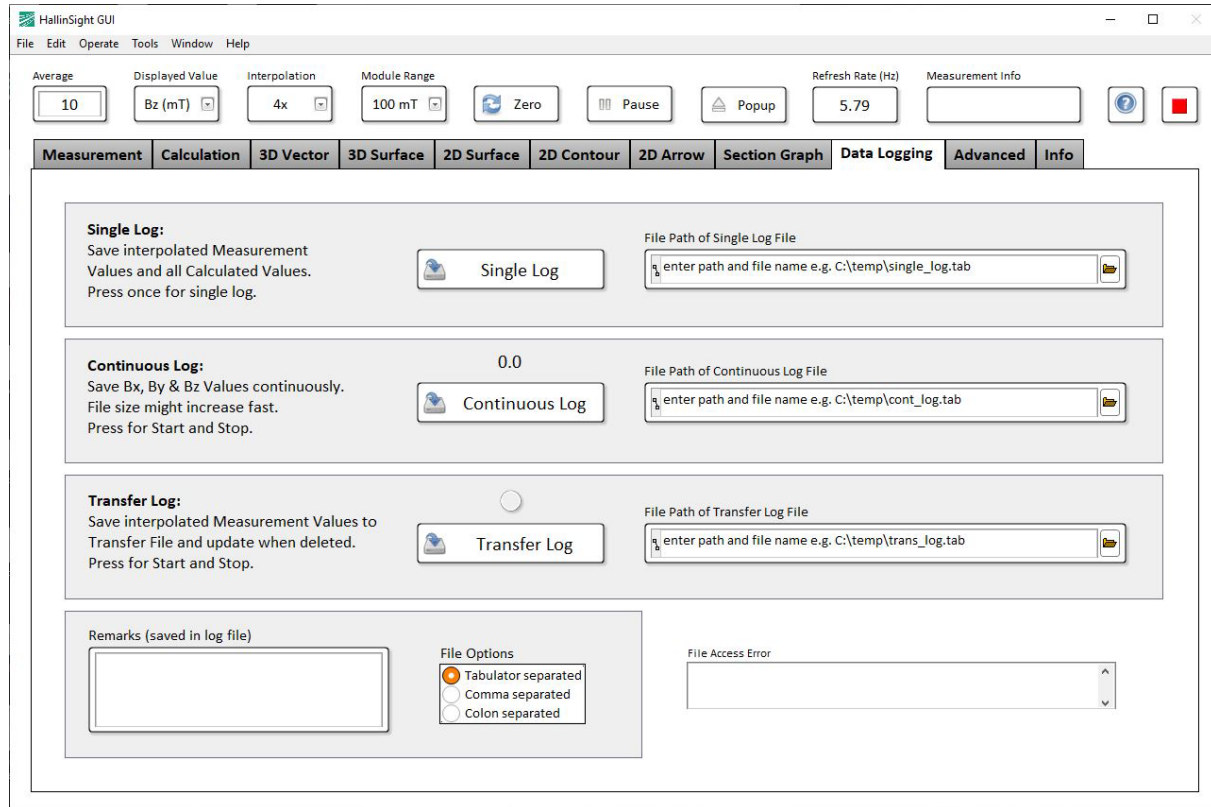 HallinSight GUI
File Edit Operate Tools Window Help
Average
10
Displayed Value
Bz (mT)
Interpolation
4x
Module Range
100 mT
Zero
Pause
Popup
Refresh Rate (Hz)
5.79
Measurement Info
Measurement Calculation 3D Vector 3D Surface 2D Surface 2D Contour 2D Arrow Section Graph Data Logging Advanced Info
Single Log:
Save interpolated Measurement
Values and all Calculated Values.
Press once for single log.
Single Log
File Path of Single Log File
enter path and file name e.g. C:\temp\single_log.tab
Continuous Log:
Save Bx, By & Bz Values continuously.
File size might increase fast.
Press for Start and Stop.
0.0
Continuous Log
File Path of Continuous Log File
enter path and file name e.g. C:\temp\cont_log.tab
Transfer Log:
Save interpolated Measurement Values to
Transfer File and update when deleted.
Press for Start and Stop.
Transfer Log
File Path of Transfer Log File
enter path and file name e.g. C:\temp\trans_log.tab
Remarks (saved in log file)
File Options
Tabulator separated
Comma separated
Colon separated
File Access Error